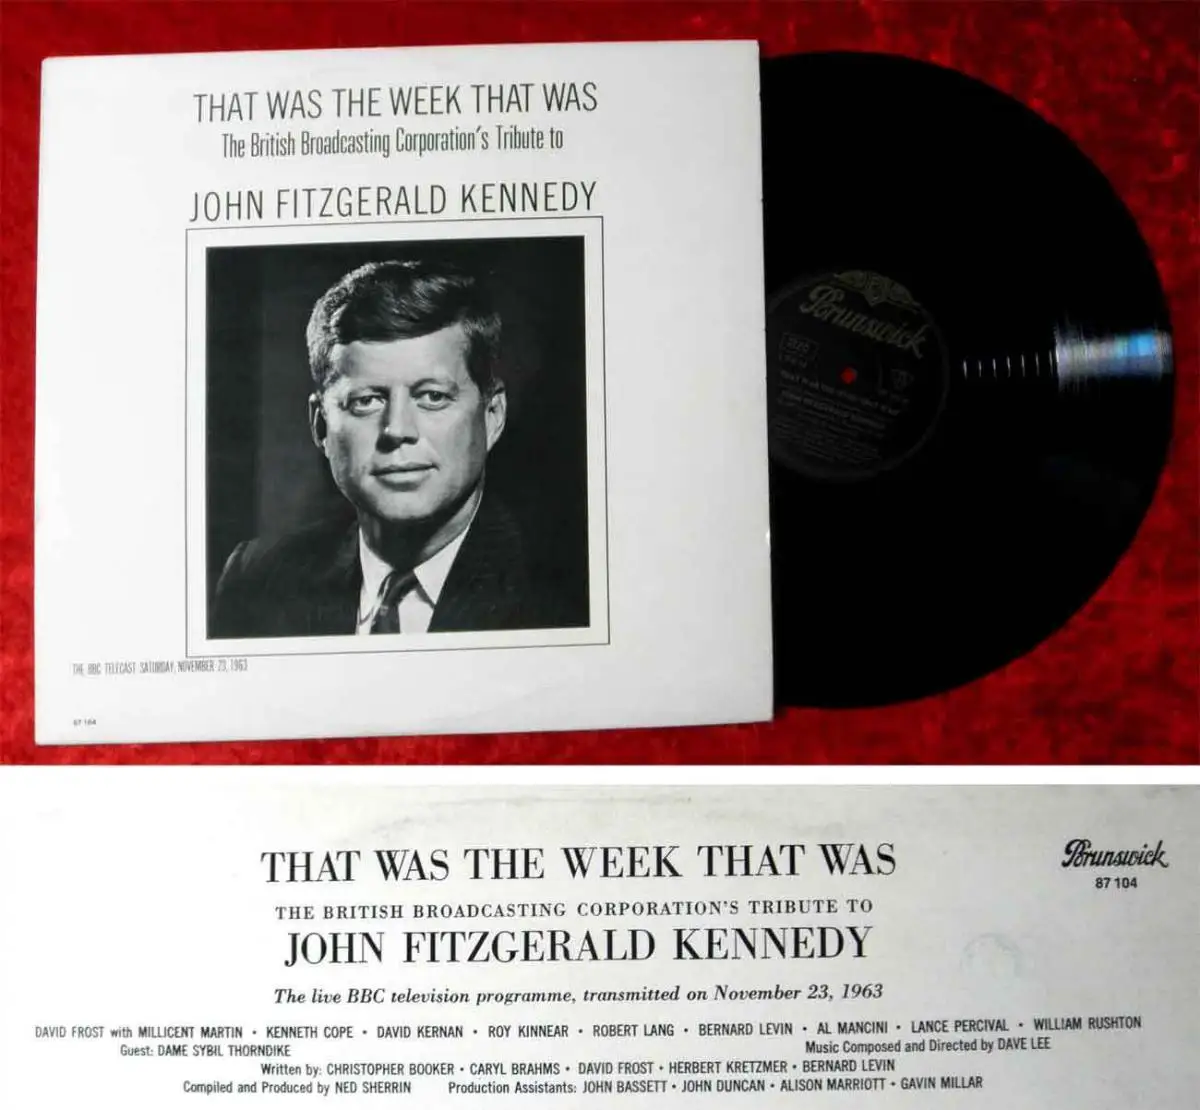 THAT WAS THE WEEK THAT WAS
The British Broadcasting Corporation's Tribute to
JOHN FITZGERALD KENNEDY
THE BBC TELECAST SATURDAY, NOVEMBER 23, 1963
87 104
Brunswick
THAT WAS THE WEEK THAT WAS
Brunswick
87 104
THE BRITISH BROADCASTING CORPORATION'S TRIBUTE TO
JOHN FITZGERALD KENNEDY
The live BBC television programme, transmitted on November 23, 1963
DAVID FROST with MILLICENT MARTIN • KENNETH COPE • DAVID KERNAN • ROY KINNEAR • ROBERT LANG • BERNARD LEVIN • AL MANCINI • LANCE PERCIVAL • WILLIAM RUSHTON
Guest: DAME SYBIL THORNDIKE Music Composed and Directed by DAVE LEE
Written by: CHRISTOPHER BOOKER • CARYL BRAHMS • DAVID FROST • HERBERT KRETZMER • BERNARD LEVIN
Compiled and Produced by NED SHERRIN Production Assistants: JOHN BASSETT • JOHN DUNCAN • ALISON MARRIOTT • GAVIN MILLAR